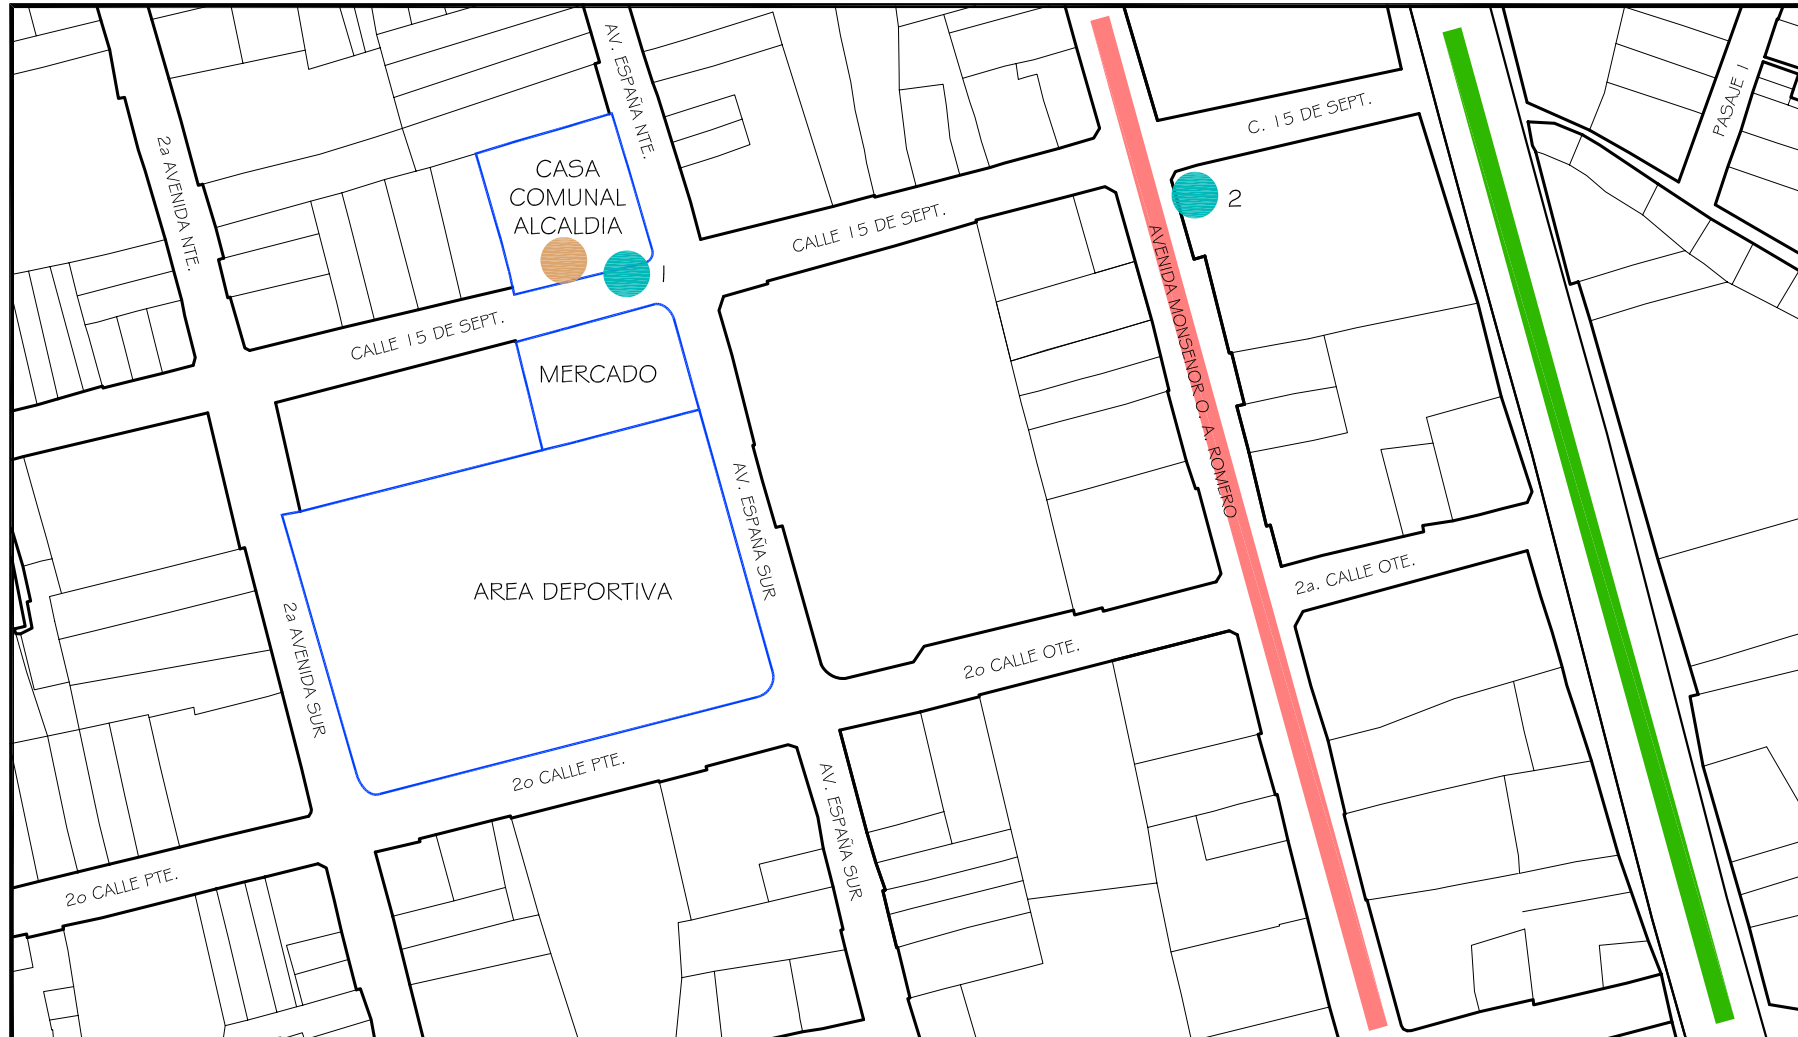 AV. ESPAÑA NTE.
PASAJE 1
C. 15 DE SEPT.
2a AVENIDA NTE.
CASA
COMUNAL
ALCALDIA
2
CALLE 15 DE SEPT.
1
CALLE 15 DE SEPT.
AVENIDA MONSENOR O. A. ROMERO
MERCADO
AV. ESPAÑA SUR
AREA DEPORTIVA
2a. CALLE OTE.
2a AVENIDA SUR
2o CALLE OTE.
2o CALLE PTE.
AV. ESPAÑA SUR
2o CALLE PTE.